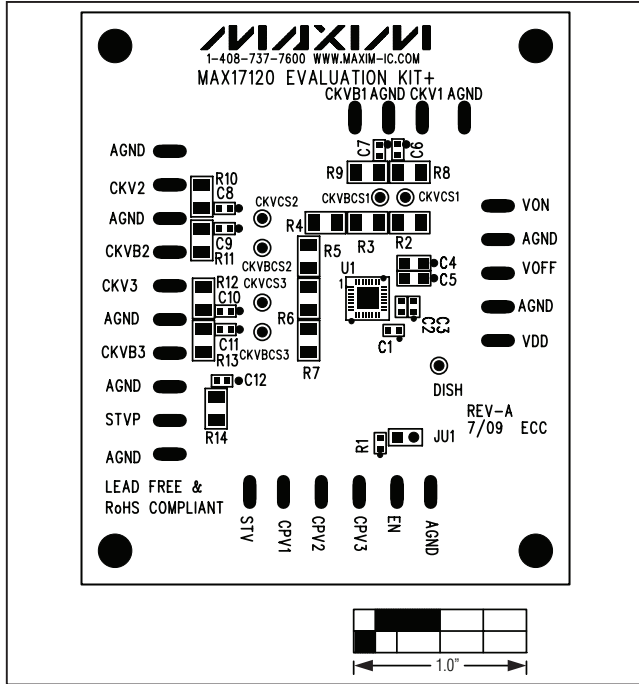 MAXIM
1-408-737-7600 WWW.MAXIM-IC.COM
MAX17120 EVALUATION KIT+
CKVB1 AGND CKV1 AGND
C7 C6
R9 R8
CKVBCS1 CKVCS1
R4 R3 R2
AGND
CKV2
AGND
CKVB2
CKV3
AGND
CKVB3
AGND
STVP
AGND
R10
C8
CKVCS2
C9
R11
CKVBCS2
R12
CKVCS3
C10
C11
R13
CKVBCS3
C12
R14
R5
R6
R7
U1
1
C4
C5
C2
C3
C1
VON
AGND
VOFF
AGND
VDD
DISH
REV-A
7/09 ECC
R1
JU1
LEAD FREE &
RoHS COMPLIANT
STV CPV1 CPV2 CPV3 EN AGND
1.0"